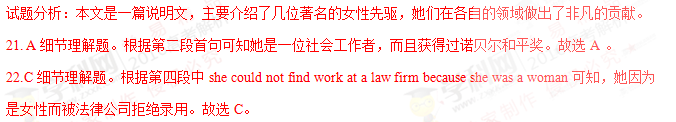 试题分析：本文是一篇说明文，主要介绍了几位著名的女性先驱，她们在各自的领域做出了非凡的贡献。
21. A 细节理解题。根据第二段首句可知她是一位社会工作者，而且获得过诺贝尔和平奖。故选 A 。
22.C 细节理解题。根据第四段中 she could not find work at a law firm because she was a woman 可知，她因为
是女性而被法律公司拒绝录用。故选 C。